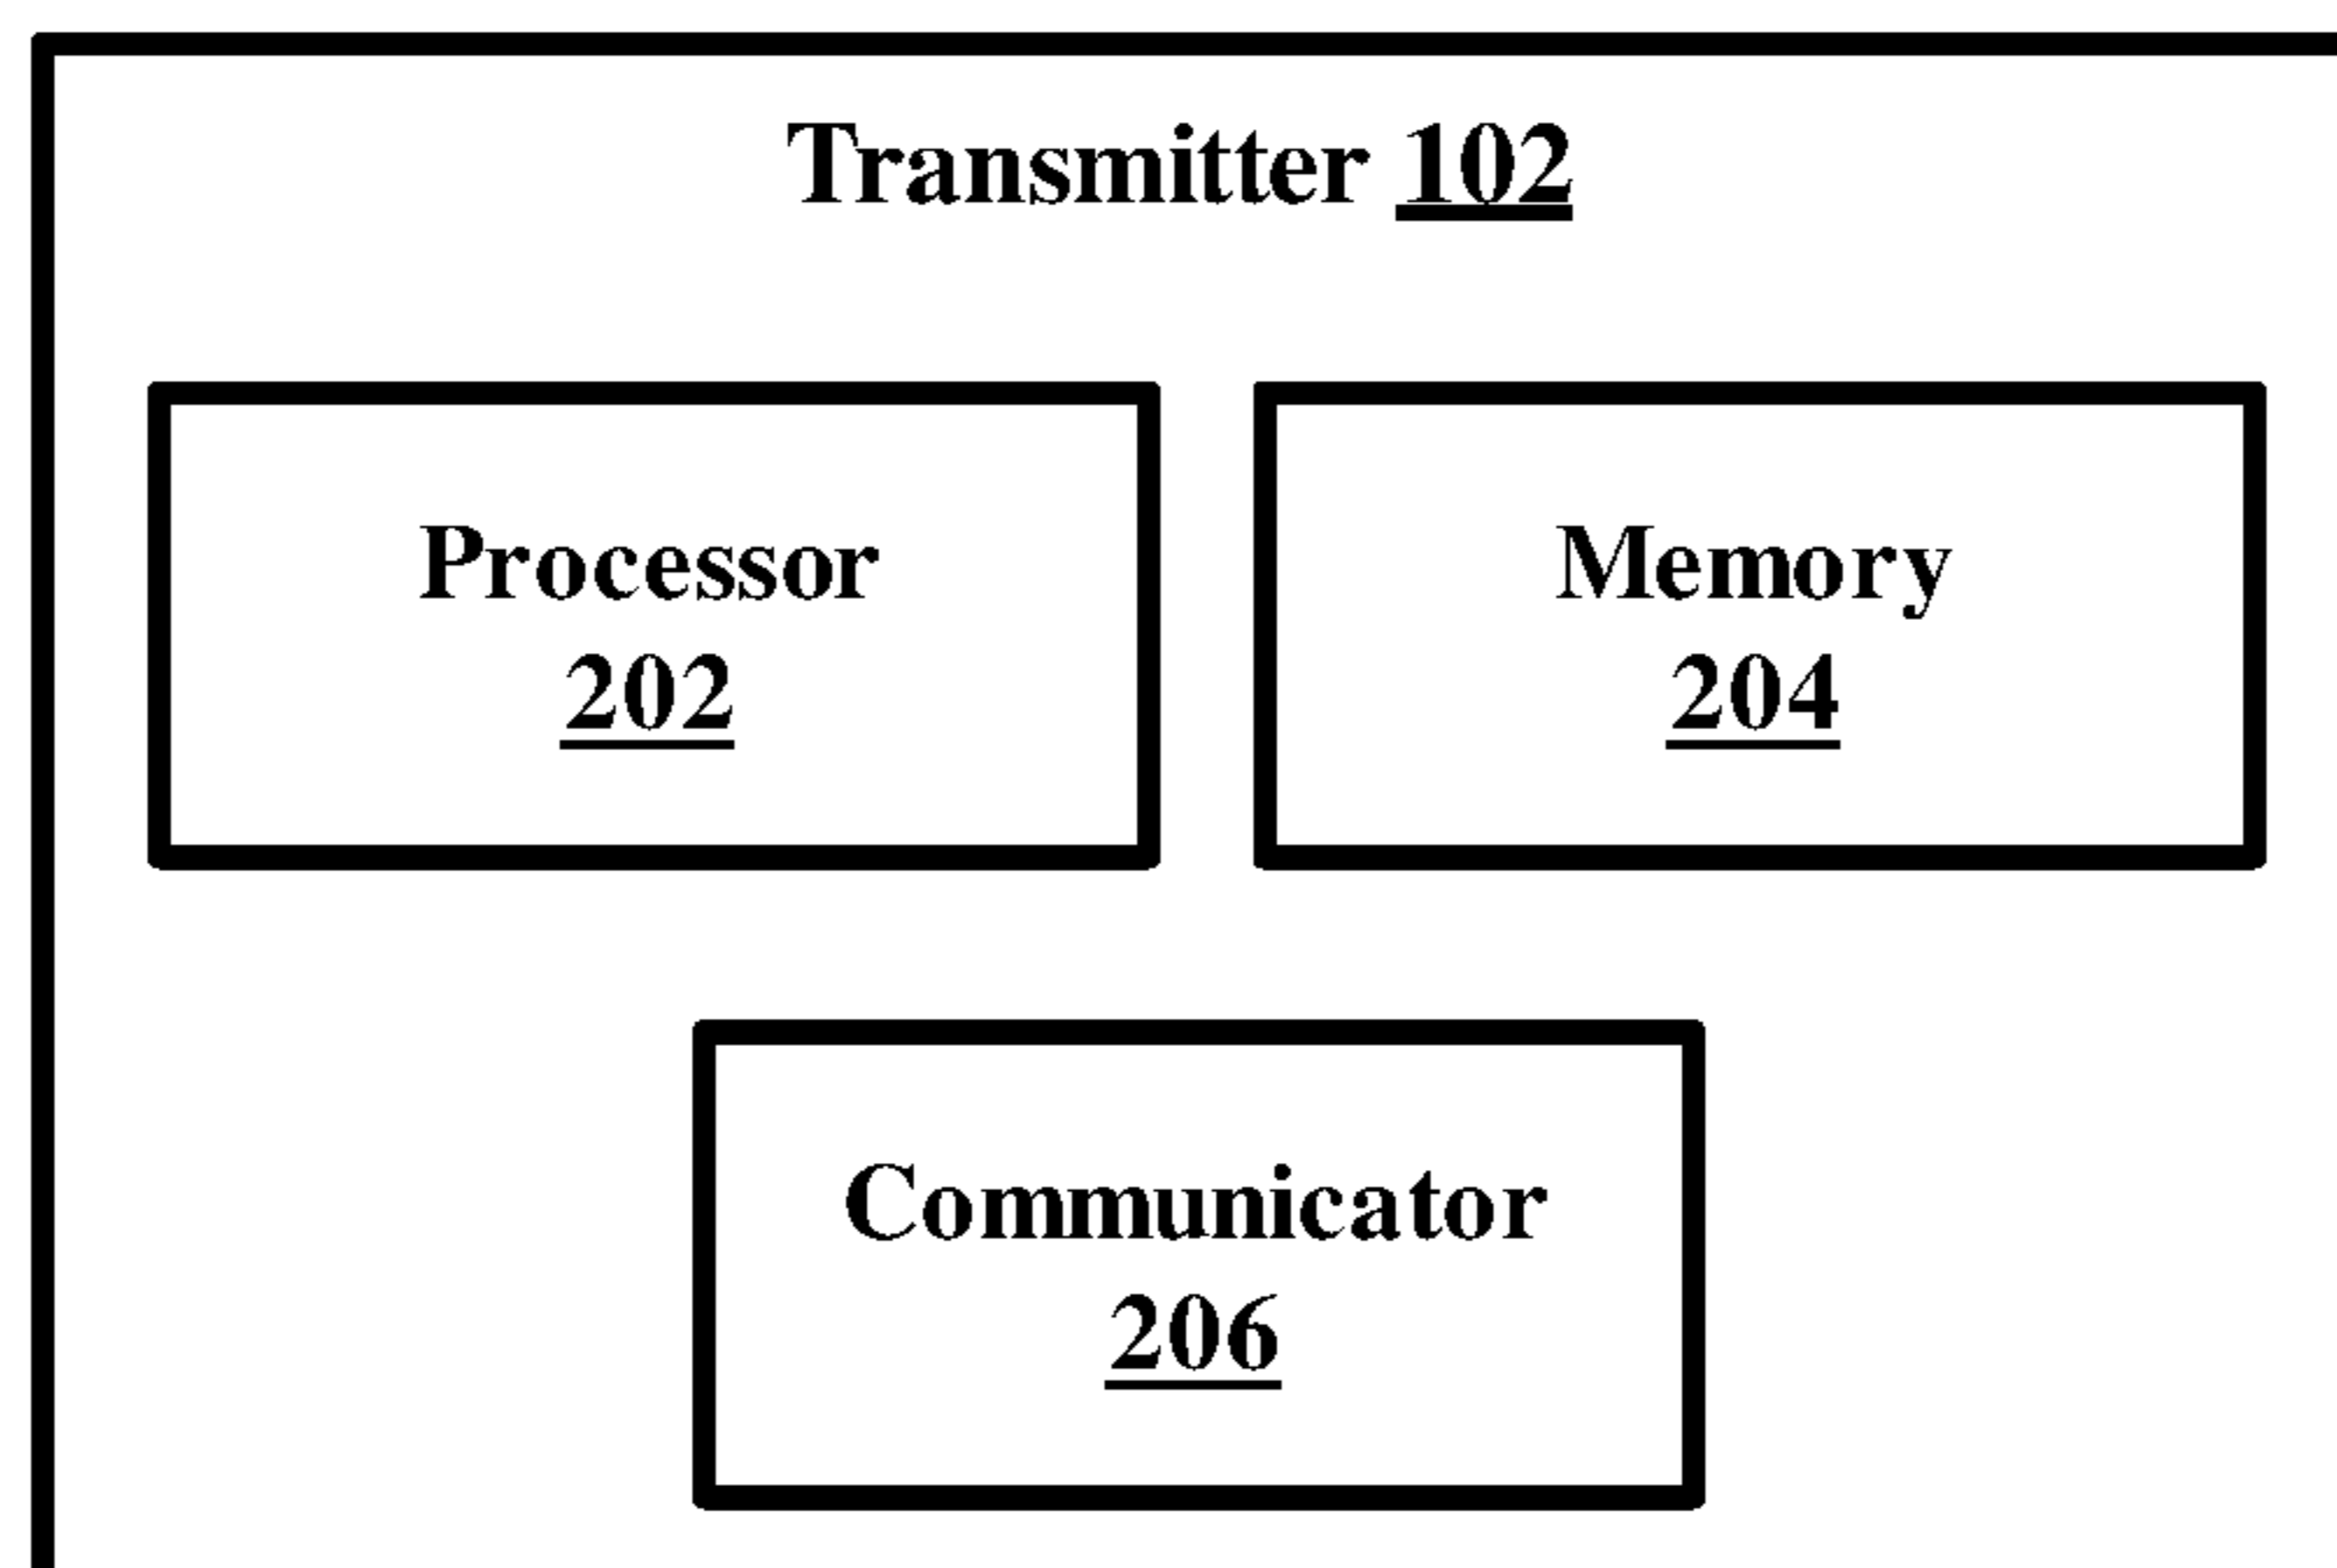 Transmitter 102
Processor
202
Memory
204
Communicator
206